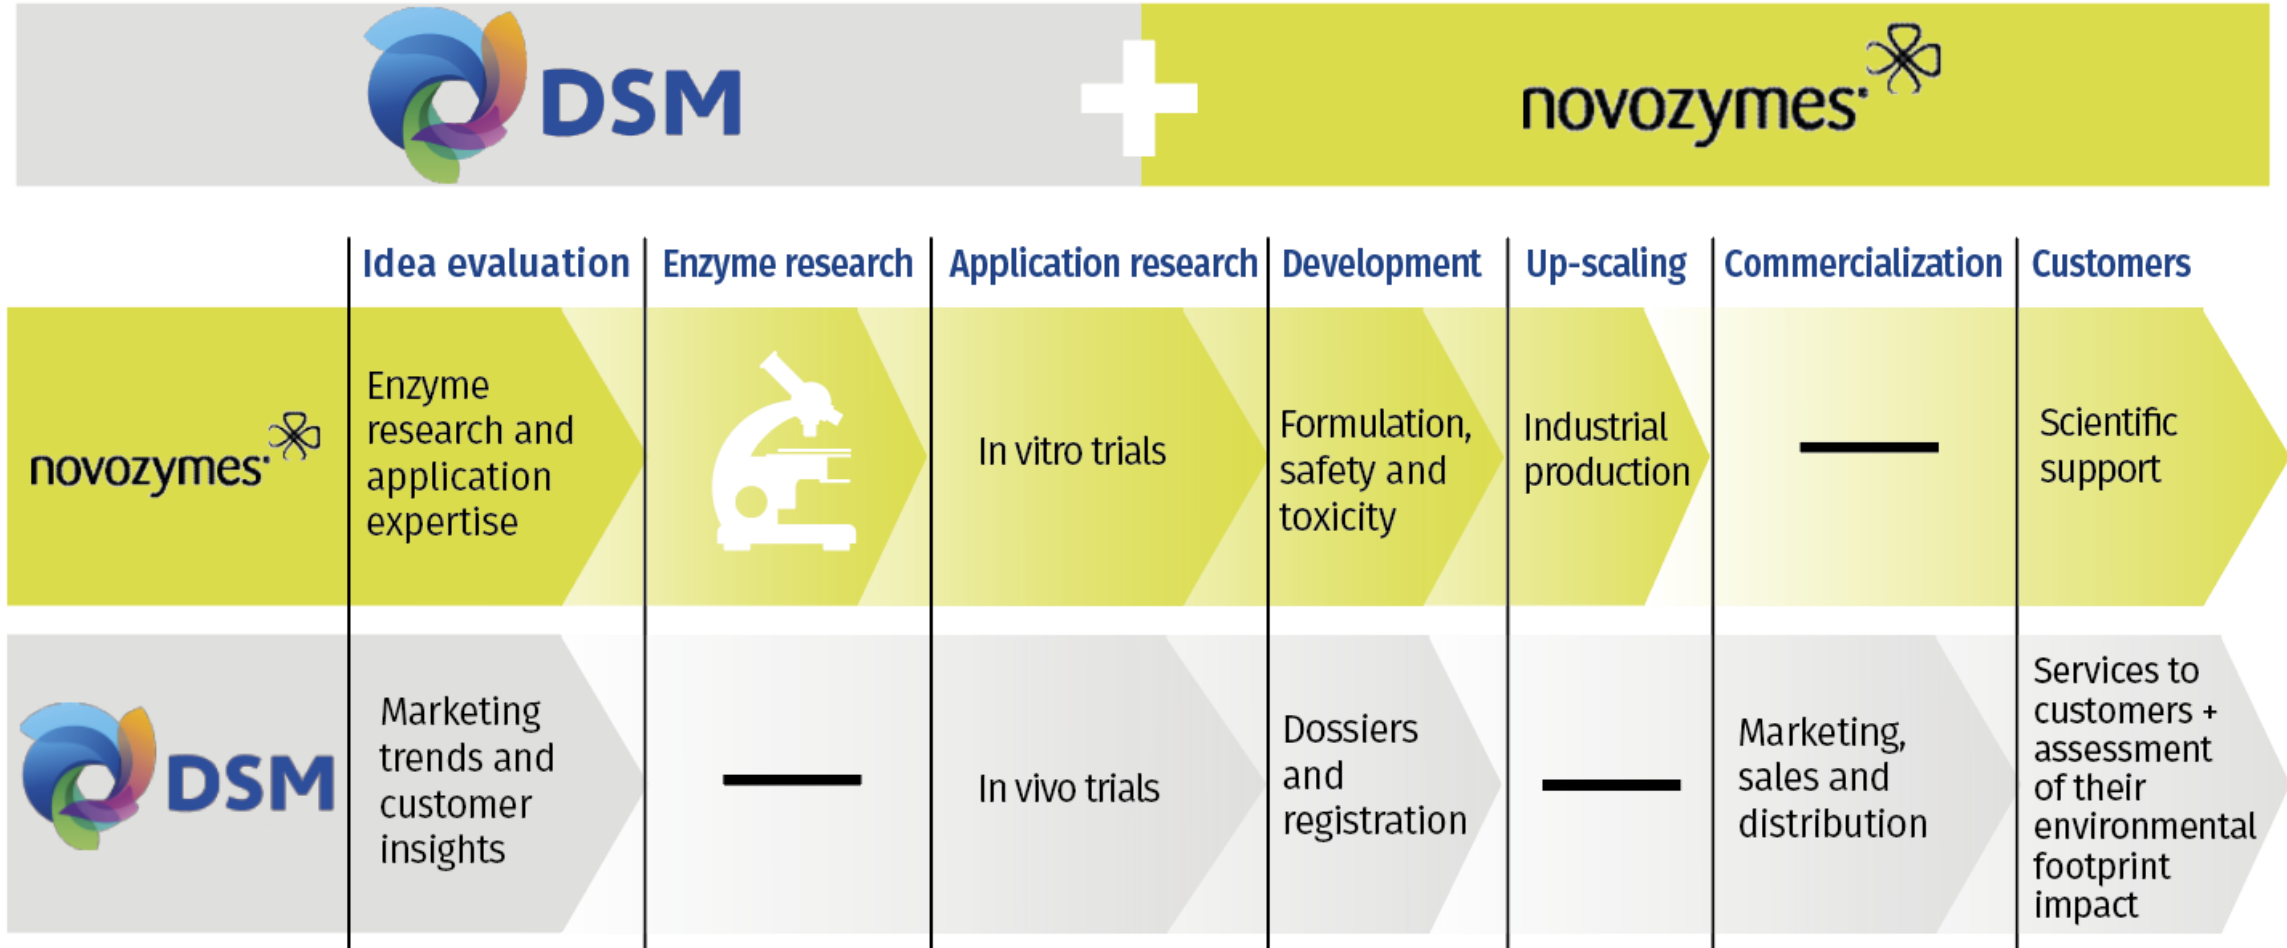 DSM
novozymes
Idea evaluation
Enzyme research
Application research
Development
Up-scaling
Commercialization
Customers
novozymes
Enzyme
research and
application
expertise
In vitro trials
Formulation,
safety and
toxicity
Industrial
production
Scientific
support
DSM
Marketing
trends and
customer
insights
In vivo trials
Dossiers
and
registration
Marketing,
sales and
distribution
Services to
customers +
assessment
of their
environmental
footprint
impact